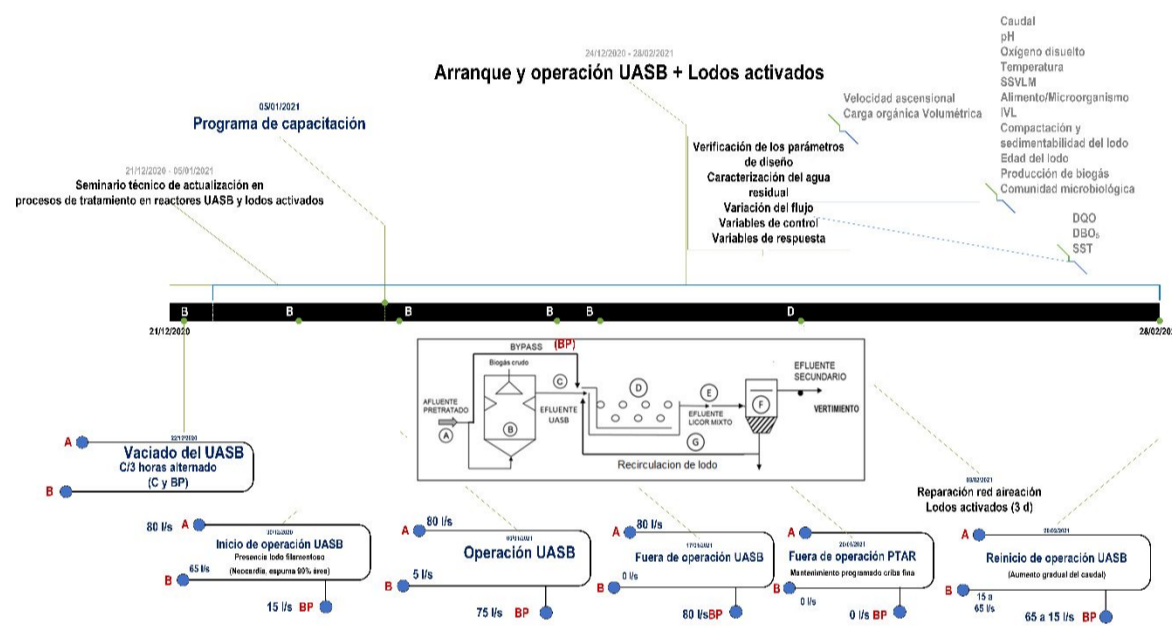 24/12/2020 - 28/02/2021
Arranque y operación UASB + Lodos activados
05/01/2021
Programa de capacitación
21/12/2020 - 05/01/2021
Seminario técnico de actualización en
procesos de tratamiento en reactores UASB y lodos activados
Velocidad ascensional
Carga orgánica Volumétrica
Verificación de los parámetros
de diseño
Caracterización del agua
residual
Variación del flujo
Variables de control
Variables de respuesta
Caudal
pH
Oxígeno disuelto
Temperatura
SSVLM
Alimento/Microorganismo
IVL
Compactación y
sedimentabilidad del lodo
Edad del lodo
Producción de biogás
Comunidad microbiológica
DQO
DBO₅
SST
B B B B B D
21/12/2020
28/02/202
BYPASS (BP)
Biogás crudo
AFLUENTE
PRETRATADO
A
B
C
EFLUENTE
UASB
D
E
EFLUENTE
LICOR MIXTO
F
G
Recirculacion de lodo
EFLUENTE
SECUNDARIO
VERTIMIENTO
A
Vaciado del UASB
C/3 horas alternado
(C y BP)
B
80 l/s A
Inicio de operación UASB
Presencia lodo filamentoso
(Neocardia, espuma 90% área)
B 65 l/s
15 l/s BP
A 80 l/s
Operación UASB
B 5 l/s
75 l/s BP
A 80 l/s
Fuera de operación UASB
B 0 l/s
80 l/s BP
A
Fuera de operación PTAR
Mantenimiento programado criba fina
B 0 l/s
0 l/s BP
Reparación red aireación
Lodos activados (3 d)
A
Reinicio de operación UASB
(Aumento gradual del caudal)
B 15 a
65 l/s
65 a 15 l/s BP